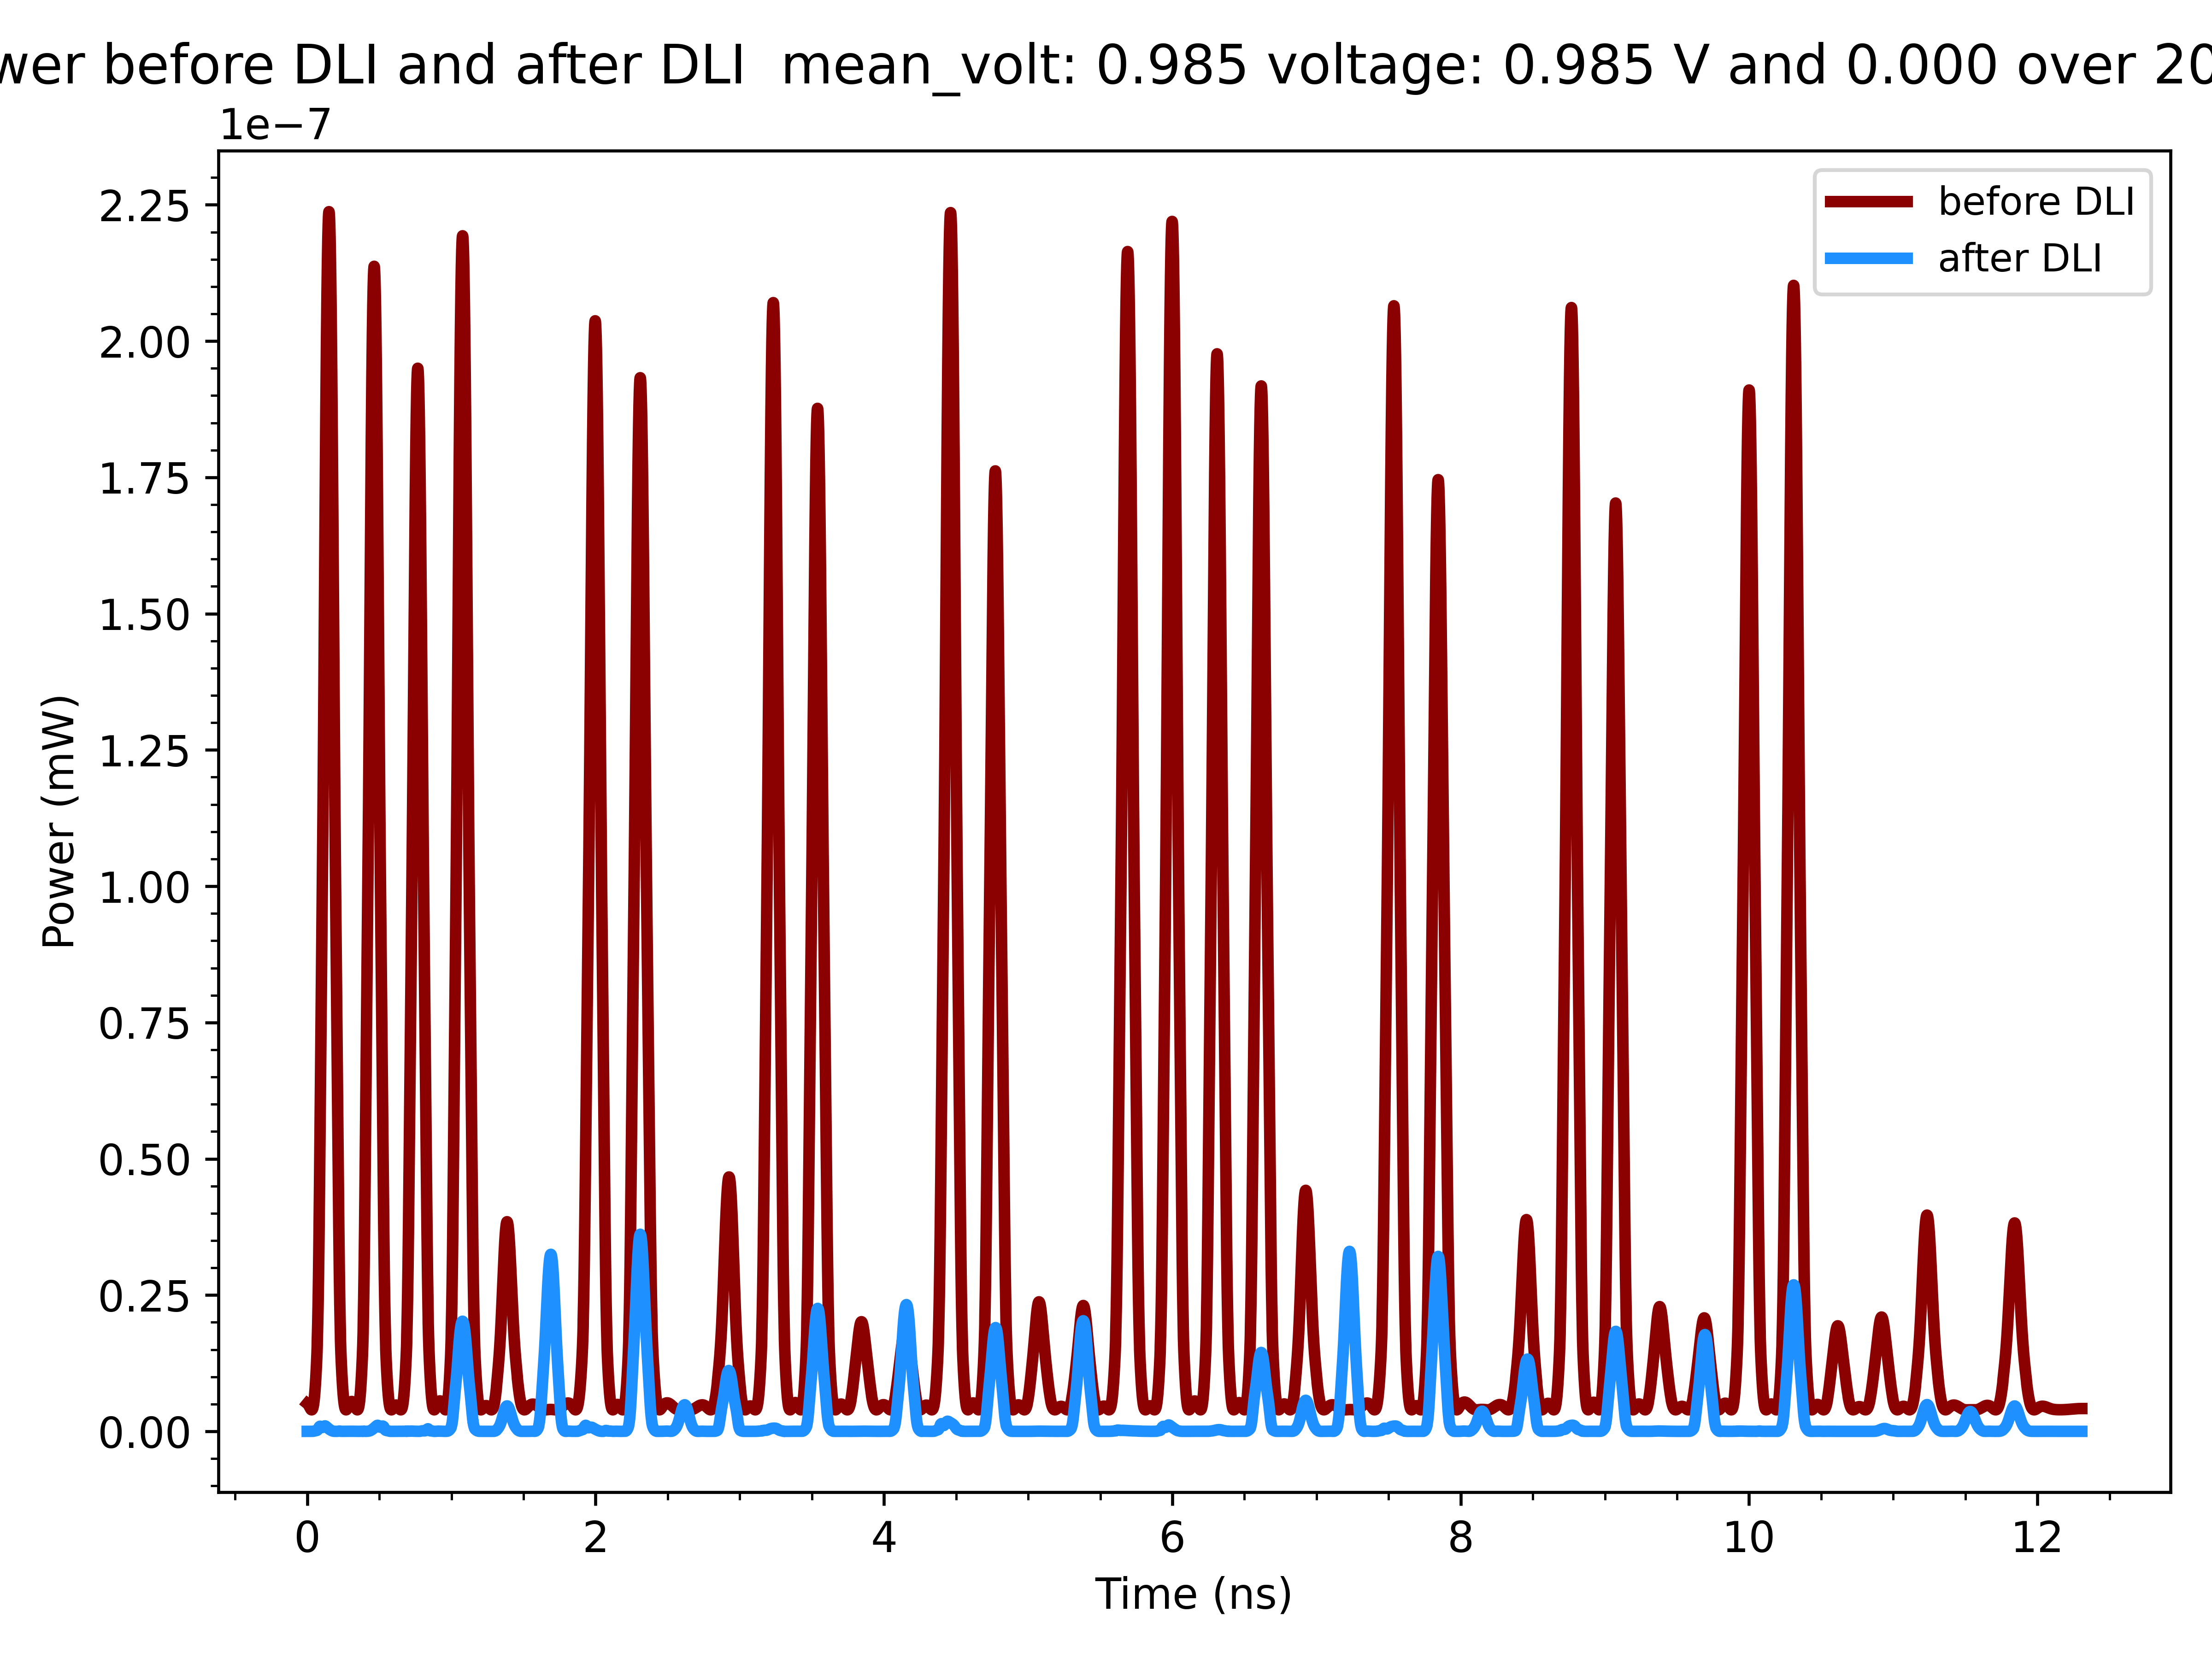 before DLI and after DLI mean_volt: 0.985 voltage: 0.985 V and 0.000 over
1e−7
2.25
2.00
1.75
1.50
1.25
1.00
0.75
0.50
0.25
0.00
Power (mW)
before DLI
after DLI
0 2 4 6 8 10 12
Time (ns)